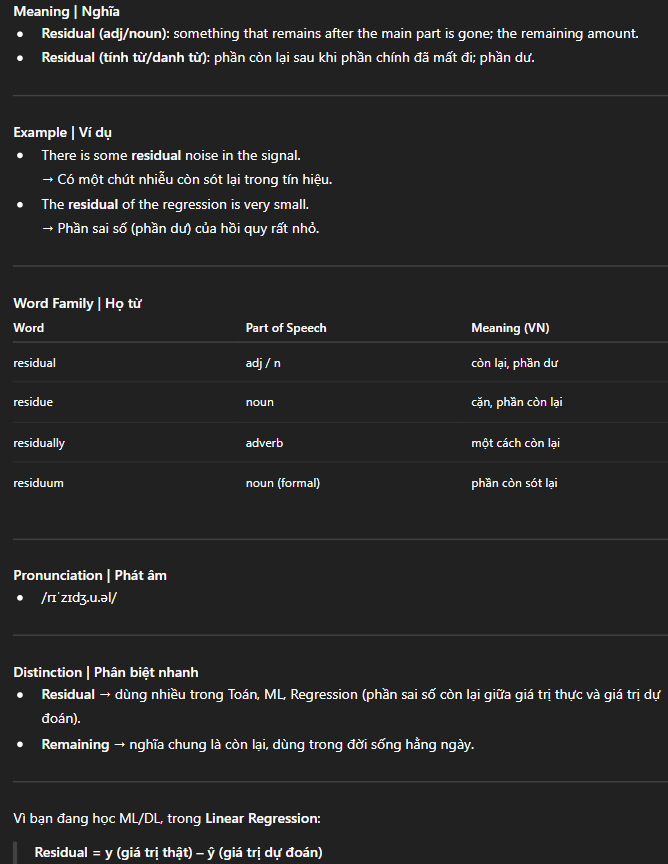 Meaning | Nghĩa
• Residual (adj/noun): something that remains after the main part is gone; the remaining amount.
• Residual (tính từ/danh từ): phần còn lại sau khi phần chính đã mất đi; phần dư.
Example | Ví dụ
• There is some residual noise in the signal.
→ Có một chút nhiễu còn sót lại trong tín hiệu.
• The residual of the regression is very small.
→ Phần sai số (phần dư) của hồi quy rất nhỏ.
Word Family | Họ từ
Word Part of Speech Meaning (VN)
residual adj / n còn lại, phần dư
residue noun cặn, phần còn lại
residually adverb một cách còn lại
residuum noun (formal) phần còn sót lại
Pronunciation | Phát âm
• /rɪˈzɪdʒ.u.əl/
Distinction | Phân biệt nhanh
• Residual → dùng nhiều trong Toán, ML, Regression (phần sai số còn lại giữa giá trị thực và giá trị dự
đoán).
• Remaining → nghĩa chung là còn lại, dùng trong đời sống hằng ngày.
Vì bạn đang học ML/DL, trong Linear Regression:
Residual = y (giá trị thật) – ŷ (giá trị dự đoán)